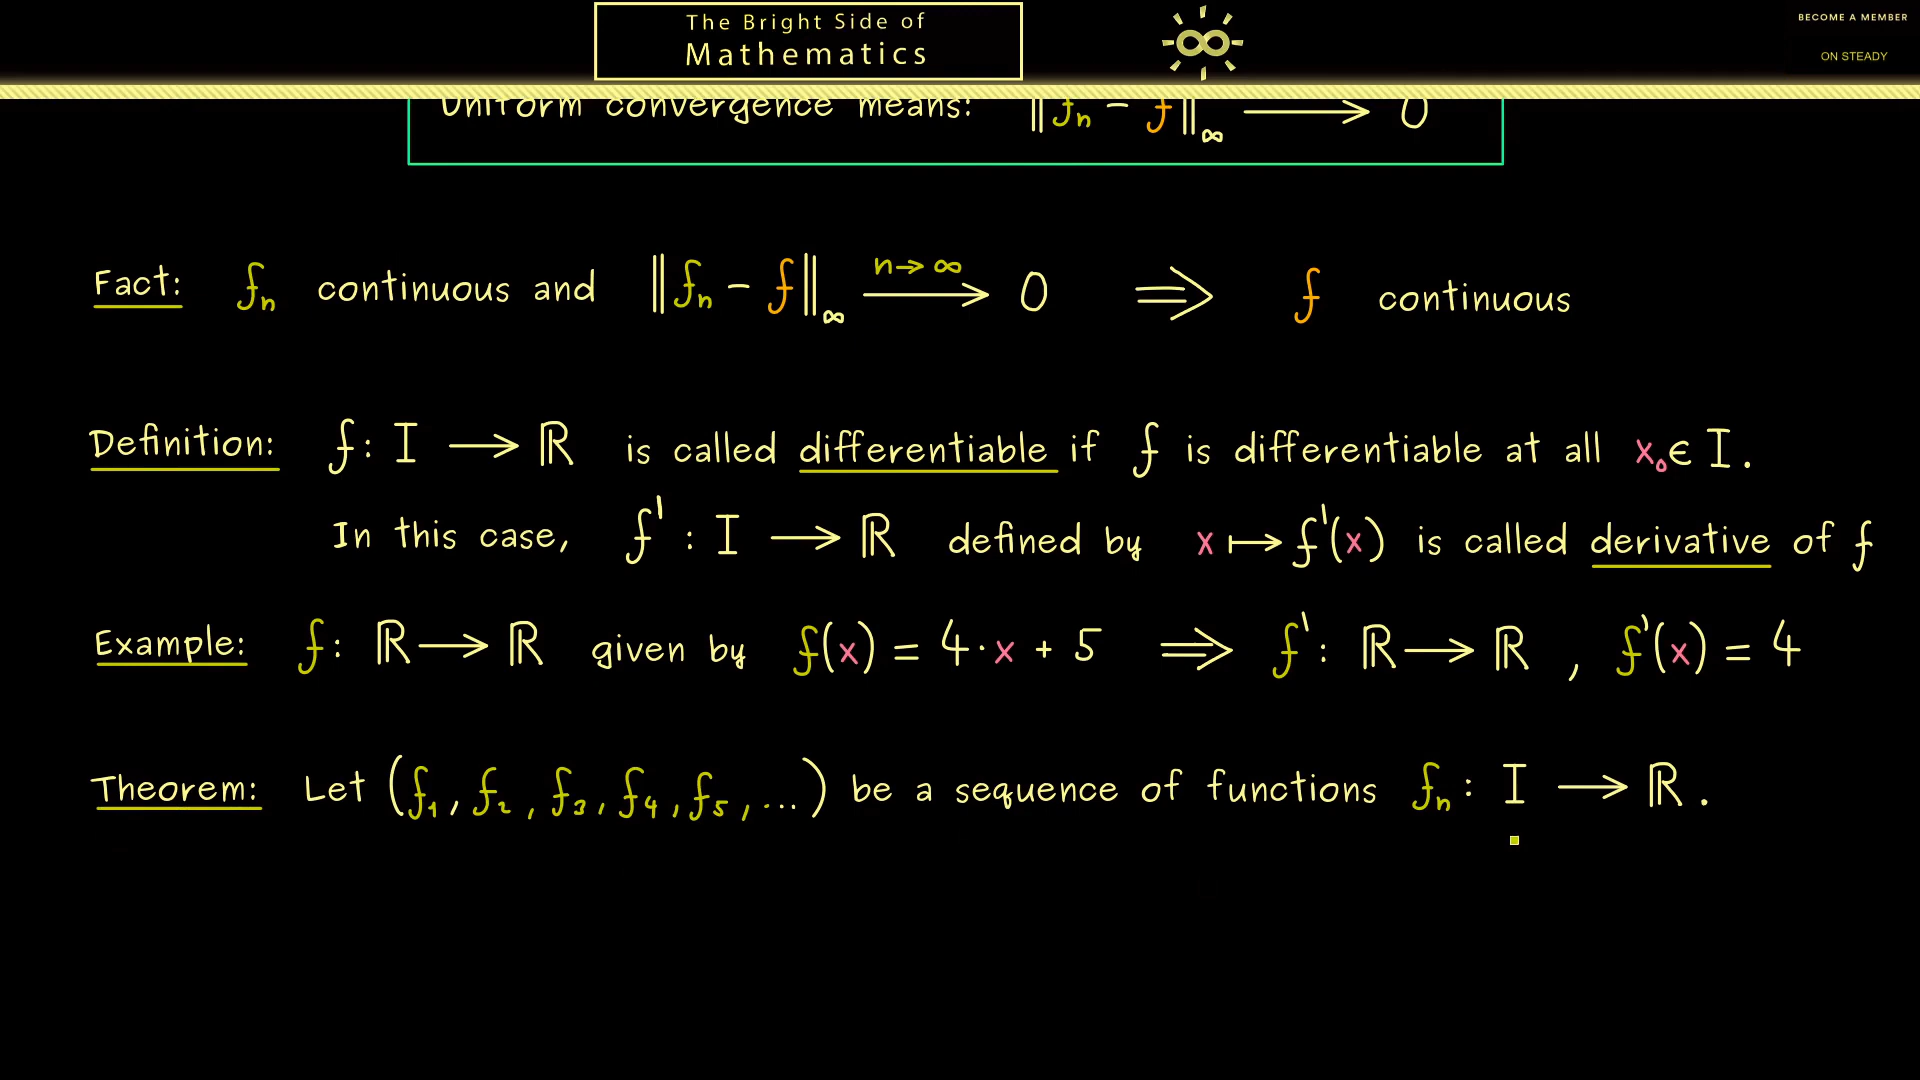 The Bright Side of
Mathematics
BECOME A MEMBER
ON STEADY
Uniform convergence means: ‖fₙ − f‖∞ ⟶ 0
Fact: fₙ continuous and ‖fₙ − f‖∞ ⟶ 0 (n→∞) ⟹ f continuous
Definition: f: I ⟶ ℝ is called differentiable if f is differentiable at all x₀ ∈ I.
In this case, f' : I ⟶ ℝ defined by x ⟼ f'(x) is called derivative of f
Example: f: ℝ ⟶ ℝ given by f(x) = 4·x + 5 ⟹ f': ℝ ⟶ ℝ , f'(x) = 4
Theorem: Let (f₁, f₂, f₃, f₄, f₅, ...) be a sequence of functions fₙ: I ⟶ ℝ.